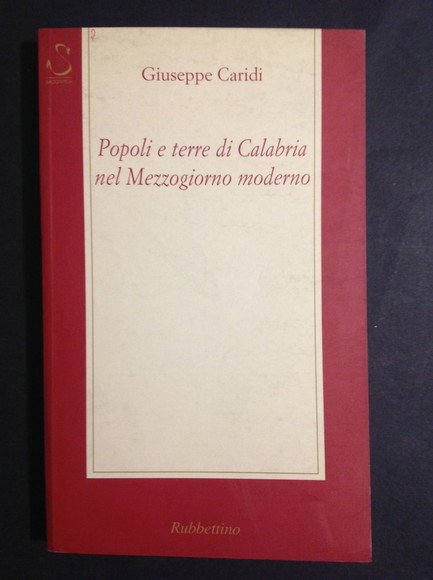 Giuseppe Caridi
Popoli e terre di Calabria
nel Mezzogiorno moderno
Rubbettino